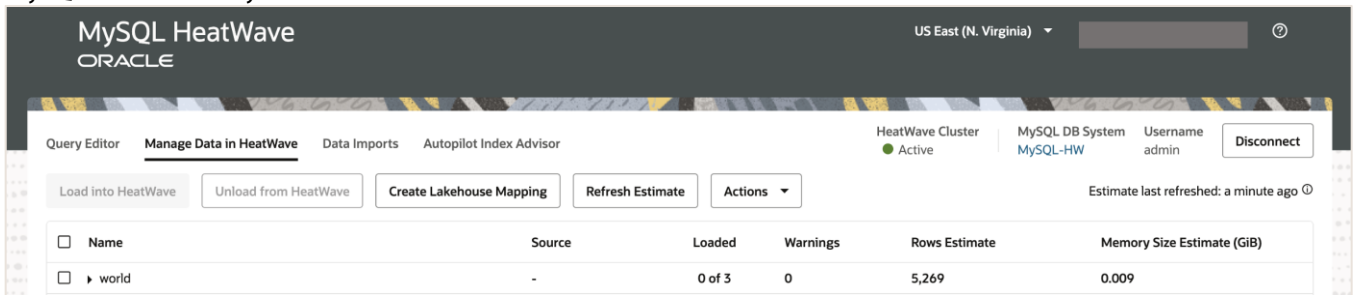 MySQL HeatWave
US East (N. Virginia)
ORACLE
Query Editor Manage Data in HeatWave Data Imports Autopilot Index Advisor
HeatWave Cluster MySQL DB System Username
Active MySQL-HW admin Disconnect
Load into HeatWave Unload from HeatWave Create Lakehouse Mapping Refresh Estimate Actions Estimate last refreshed: a minute ago
Name Source Loaded Warnings Rows Estimate Memory Size Estimate (GiB)
world - 0 of 3 0 5,269 0.009